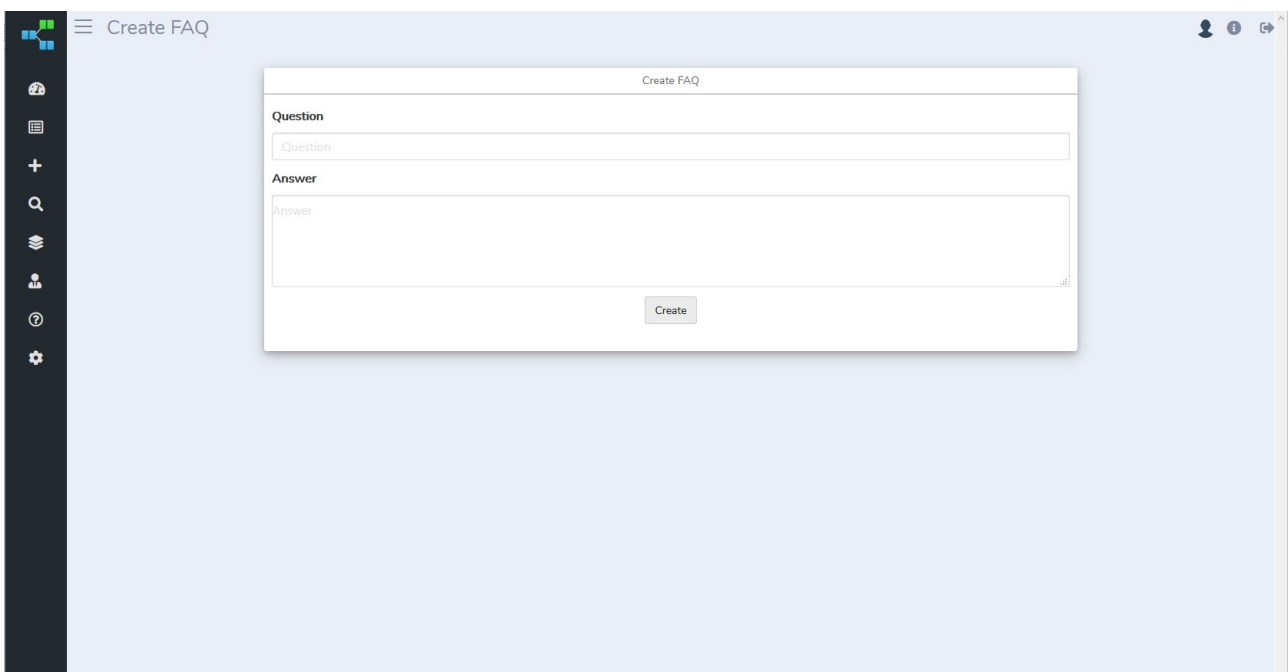 Create FAQ
Create FAQ
Question
Question
Answer
Answer
Create